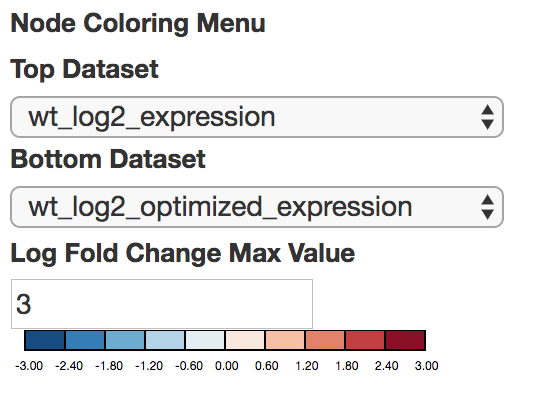 Node Coloring Menu
Top Dataset
wt_log2_expression
Bottom Dataset
wt_log2_optimized_expression
Log Fold Change Max Value
3
-3.00 -2.40 -1.80 -1.20 -0.60 0.00 0.60 1.20 1.80 2.40 3.00